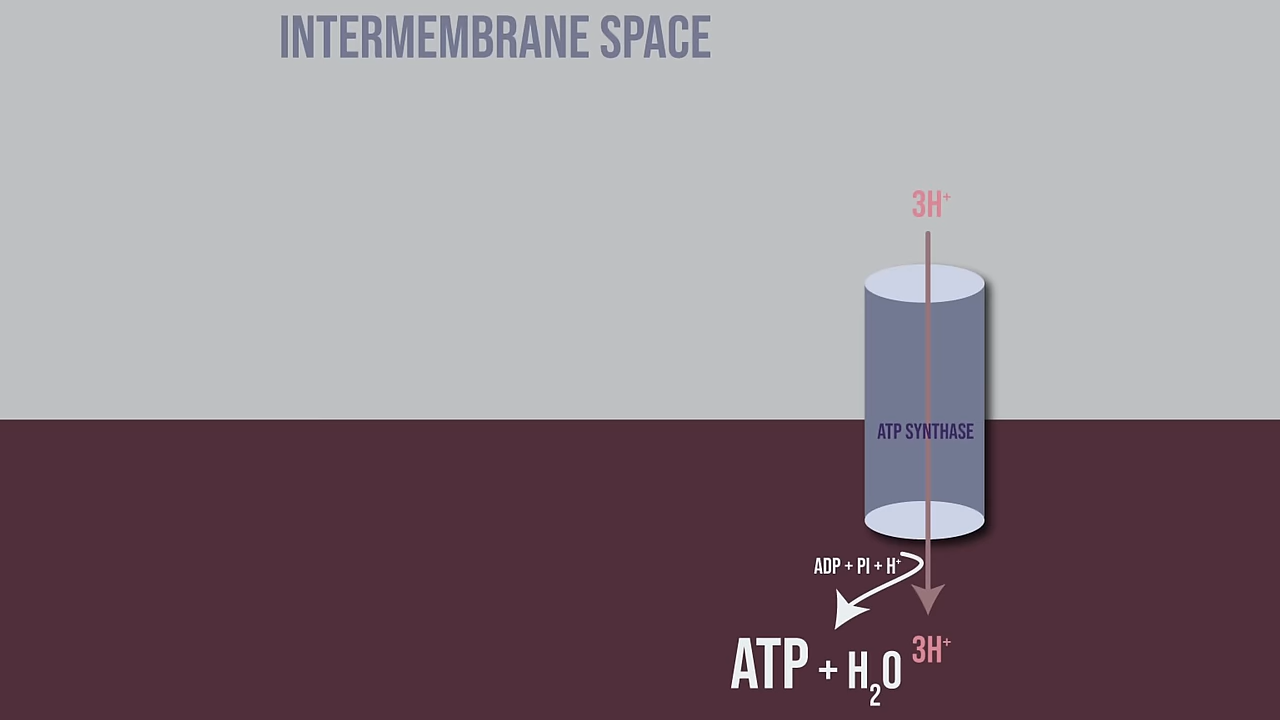 INTERMEMBRANE SPACE
3H⁺
ATP SYNTHASE
ADP + PI + H⁺
ATP + H₂O
3H⁺